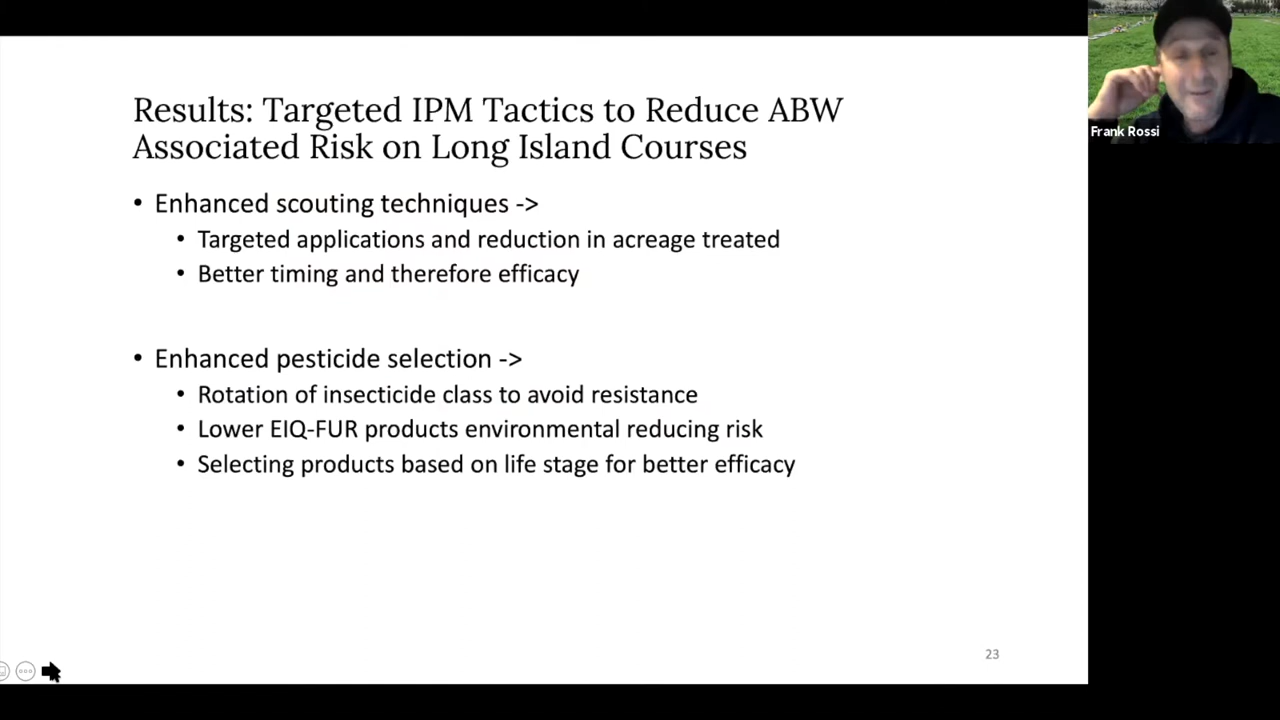 Results: Targeted IPM Tactics to Reduce ABW
Associated Risk on Long Island Courses
• Enhanced scouting techniques ->
• Targeted applications and reduction in acreage treated
• Better timing and therefore efficacy
• Enhanced pesticide selection ->
• Rotation of insecticide class to avoid resistance
• Lower EIQ-FUR products environmental reducing risk
• Selecting products based on life stage for better efficacy
23
Frank Rossi